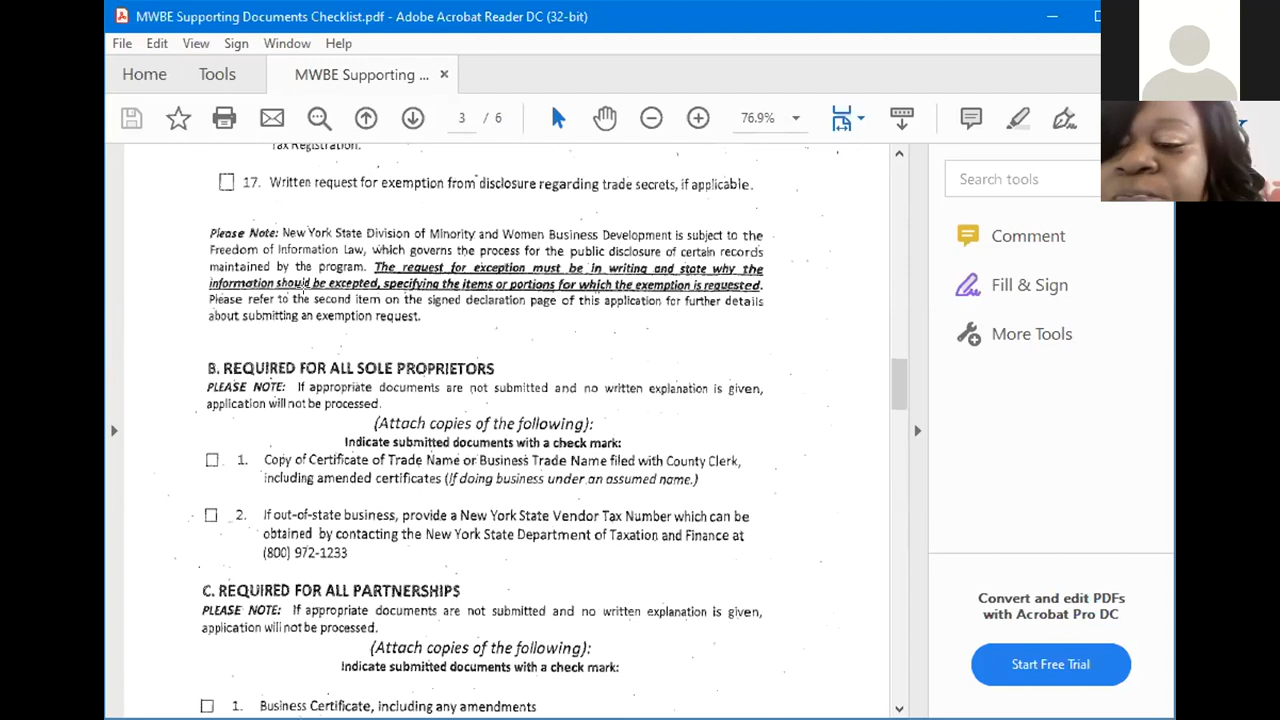 MWBE Supporting Documents Checklist.pdf - Adobe Acrobat Reader DC (32-bit)
File Edit View Sign Window Help
Home Tools MWBE Supporting ... ×
3 / 6 76.9%
Tax Registration.
17. Written request for exemption from disclosure regarding trade secrets, if applicable.
Please Note: New York State Division of Minority and Women Business Development is subject to the
Freedom of Information Law, which governs the process for the public disclosure of certain records
maintained by the program. The request for exception must be in writing and state why the
information should be excepted, specifying the items or portions for which the exemption is requested.
Please refer to the second item on the signed declaration page of this application for further details
about submitting an exemption request.
B. REQUIRED FOR ALL SOLE PROPRIETORS
PLEASE NOTE: If appropriate documents are not submitted and no written explanation is given,
application will not be processed.
(Attach copies of the following):
Indicate submitted documents with a check mark:
1. Copy of Certificate of Trade Name or Business Trade Name filed with County Clerk,
including amended certificates (If doing business under an assumed name.)
2. If out-of-state business, provide a New York State Vendor Tax Number which can be
obtained by contacting the New York State Department of Taxation and Finance at
(800) 972-1233
C. REQUIRED FOR ALL PARTNERSHIPS
PLEASE NOTE: If appropriate documents are not submitted and no written explanation is given,
application will not be processed.
(Attach copies of the following):
Indicate submitted documents with a check mark:
1. Business Certificate, including any amendments
Search tools
Comment
Fill & Sign
More Tools
Convert and edit PDFs
with Acrobat Pro DC
Start Free Trial